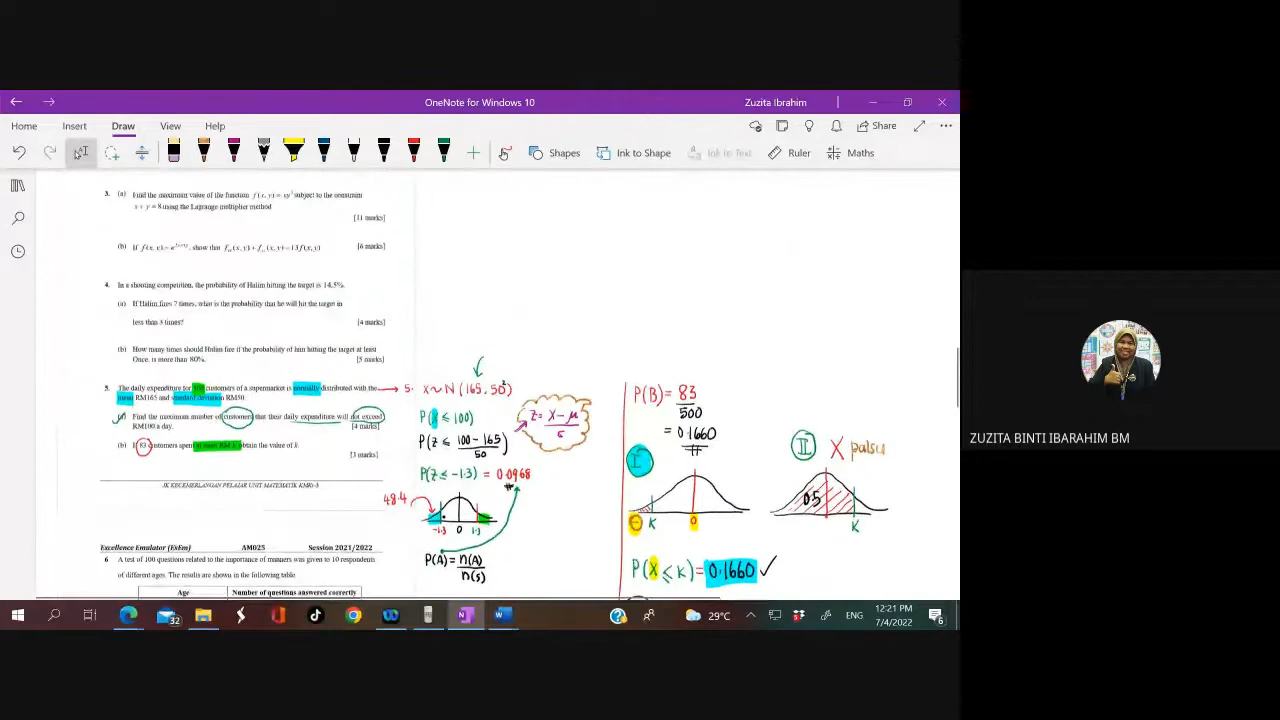 OneNote for Windows 10
Zuzita Ibrahim
Home
Insert
Draw
View
Help
Share
Shapes
Ink to Shape
Ink to Text
Ruler
Maths
3. (a) Find the maximum value of the function f(x, y) = xy² subject to the constraint
x + y = 8 using the Lagrange multiplier method
[11 marks]
(b) If f(x, y) = , show that fxx(x, y) + fyy(x, y) = 13f(x, y)
[6 marks]
4. In a shooting competition, the probability of Halim hitting the target is 14.5%.
(a) If Halim fires 7 times, what is the probability that he will hit the target in
less than 3 times?
[4 marks]
(b) How many times should Halim fire if the probability of him hitting the target at least
Once, is more than 80%.
[5 marks]
5. The daily expenditure for 500 customers of a supermarket is normally distributed with the
mean RM165 and standard deviation RM50.
(a) Find the maximum number of customers that their daily expenditure will not exceed
RM100 a day.
[4 marks]
(b) If 83 customers spent RM k obtain the value of k
[3 marks]
JK KECEMERLANGAN PELAJAR UNIT MATEMATIK
Excellence Emulator (ExEm)
AM025
Session 2021/2022
6 A test of 100 questions related to the importance of manners was given to 10 respondents
of different ages. The results are shown in the following table
Age
Number of questions answered correctly
5. X~N (165, 50²)
P(X ≤ 100)
P(Z ≤ 100-165
50 )
Z = X - μ
σ
P(Z ≤ -1.3) = 0.0968
48.4
-1.3 0 1.3
P(A) = n(A)
n(S)
P(B) = 83
500
= 0.1660
I
K
0
II
X palsu
0.5
K
P(X ≤ K) = 0.1660 ✓
ZUZITA BINTI IBARAHIM BM
32
29°C
ENG
12:21 PM
7/4/2022
6